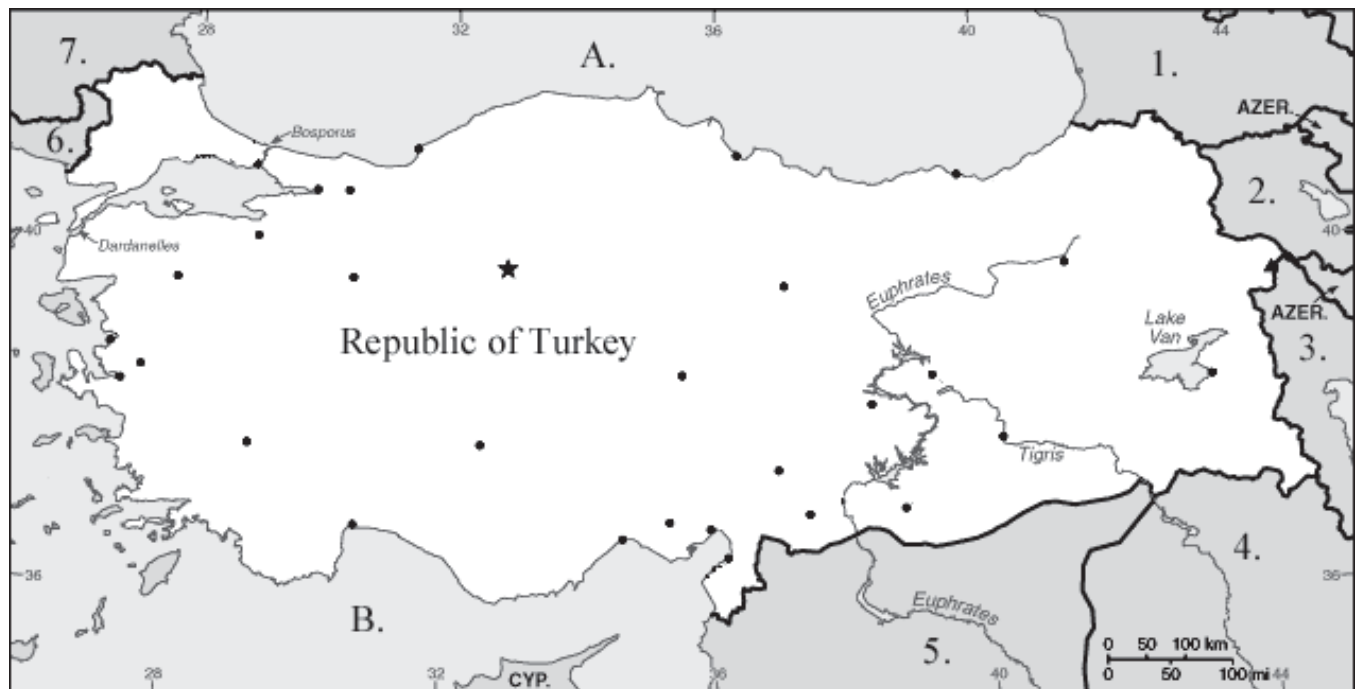 28
32
36
40
44
7.
A.
1.
AZER.
6.
Bosporus
2.
40
40
Dardanelles
Euphrates
AZER.
Republic of Turkey
Lake
Van
3.
Tigris
4.
36
36
B.
Euphrates
5.
0 50 100 km
0 50 100 mi
28
32
CYP.
40
44